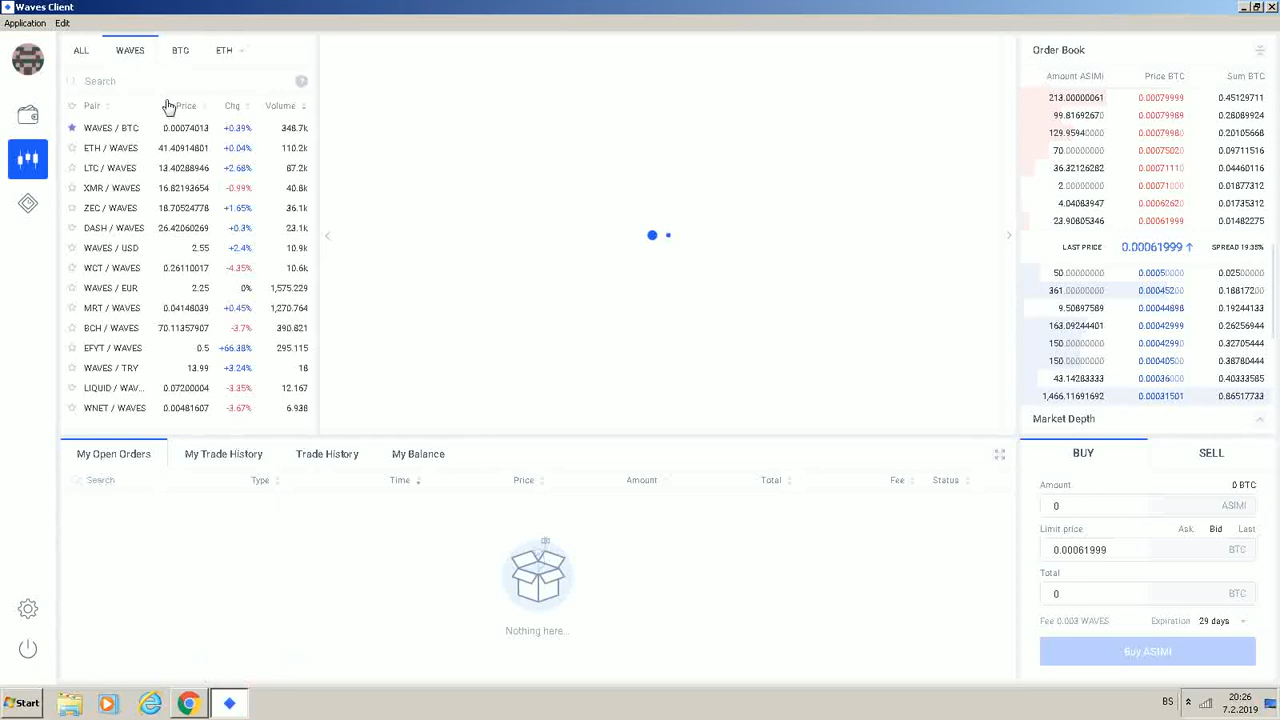 Waves Client
Application Edit
ALL WAVES BTC ETH
Search
Pair Price Chg Volume
WAVES / BTC 0.00074013 +0.39% 348.7k
ETH / WAVES 41.40914801 +0.04% 110.2k
LTC / WAVES 13.40288946 +2.68% 87.2k
XMR / WAVES 16.82193654 -0.99% 40.8k
ZEC / WAVES 18.70524778 +1.65% 36.1k
DASH / WAVES 26.42060269 +0.3% 23.1k
WAVES / USD 2.55 +2.4% 10.9k
WCT / WAVES 0.26110017 -4.35% 10.6k
WAVES / EUR 2.25 0% 1,575.229
MRT / WAVES 0.04148039 +0.45% 1,270.764
BCH / WAVES 70.11357907 -3.7% 390.821
EFYT / WAVES 0.5 +66.38% 295.115
WAVES / TRY 13.99 +3.24% 18
LIQUID / WAV... 0.07200004 -3.35% 12.167
WNET / WAVES 0.00481607 -3.67% 6.938
Order Book
Amount ASIMI Price BTC Sum BTC
213.00000061 0.00079999 0.45129711
99.81692670 0.00079989 0.28089924
129.95940000 0.00079980 0.20105668
70.00000000 0.00075020 0.09711516
36.32126282 0.00071110 0.04460116
2.00000000 0.00071000 0.01877312
4.04083947 0.00062620 0.01735312
23.90805346 0.00061999 0.01482275
LAST PRICE 0.00061999 ↑ SPREAD 19.35%
50.00000000 0.00050000 0.02500000
361.00000000 0.00045200 0.18817200
9.50897589 0.00044898 0.19244133
163.09244401 0.00042999 0.26256944
150.00000000 0.00042990 0.32705444
150.00000000 0.00040500 0.38780444
43.14283333 0.00036000 0.40333585
1,466.11691692 0.00031501 0.86517733
Market Depth
My Open Orders My Trade History Trade History My Balance
Search Type Time Price Amount Total Fee Status
Nothing here...
BUY SELL
Amount 0 BTC
0 ASIMI
Limit price Ask Bid Last
0.00061999 BTC
Total
0 BTC
Fee 0.003 WAVES Expiration 29 days
Buy ASIMI
Start
BS
20:26
7.2.2019